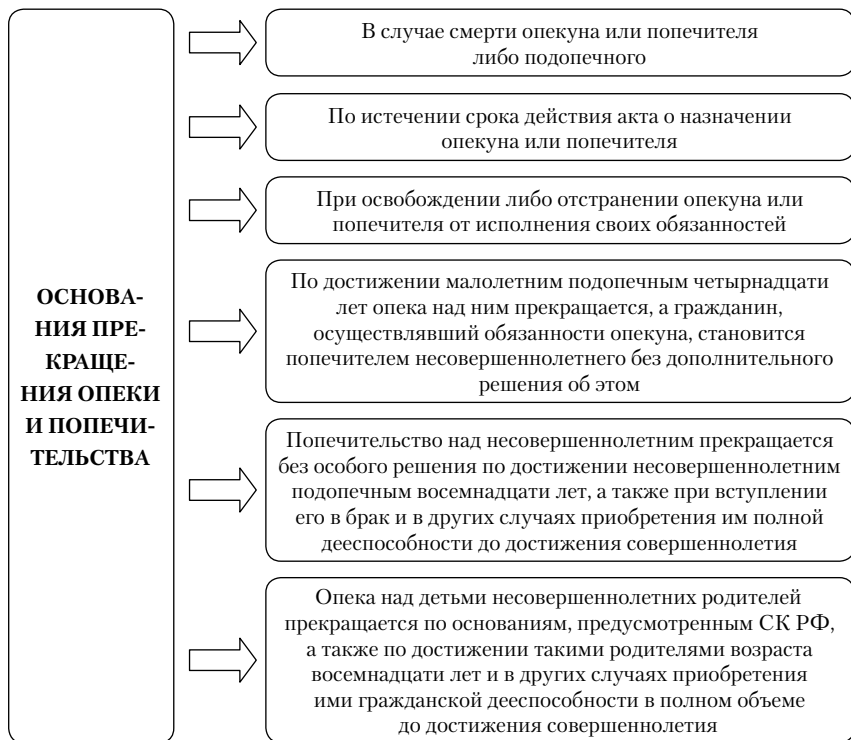 В случае смерти опекуна или попечителя
либо подопечного
По истечении срока действия акта о назначении
опекуна или попечителя
При освобождении либо отстранении опекуна или
попечителя от исполнения своих обязанностей
ОСНОВА-
НИЯ ПРЕ-
КРАЩЕ-
НИЯ ОПЕКИ
И ПОПЕЧИ-
ТЕЛЬСТВА
По достижении малолетним подопечным четырнадцати
лет опека над ним прекращается, а гражданин,
осуществлявший обязанности опекуна, становится
попечителем несовершеннолетнего без дополнительного
решения об этом
Попечительство над несовершеннолетним прекращается
без особого решения по достижении несовершеннолетним
подопечным восемнадцати лет, а также при вступлении
его в брак и в других случаях приобретения им полной
дееспособности до достижения совершеннолетия
Опека над детьми несовершеннолетних родителей
прекращается по основаниям, предусмотренным СК РФ,
а также по достижении такими родителями возраста
восемнадцати лет и в других случаях приобретения
ими гражданской дееспособности в полном объеме
до достижения совершеннолетия